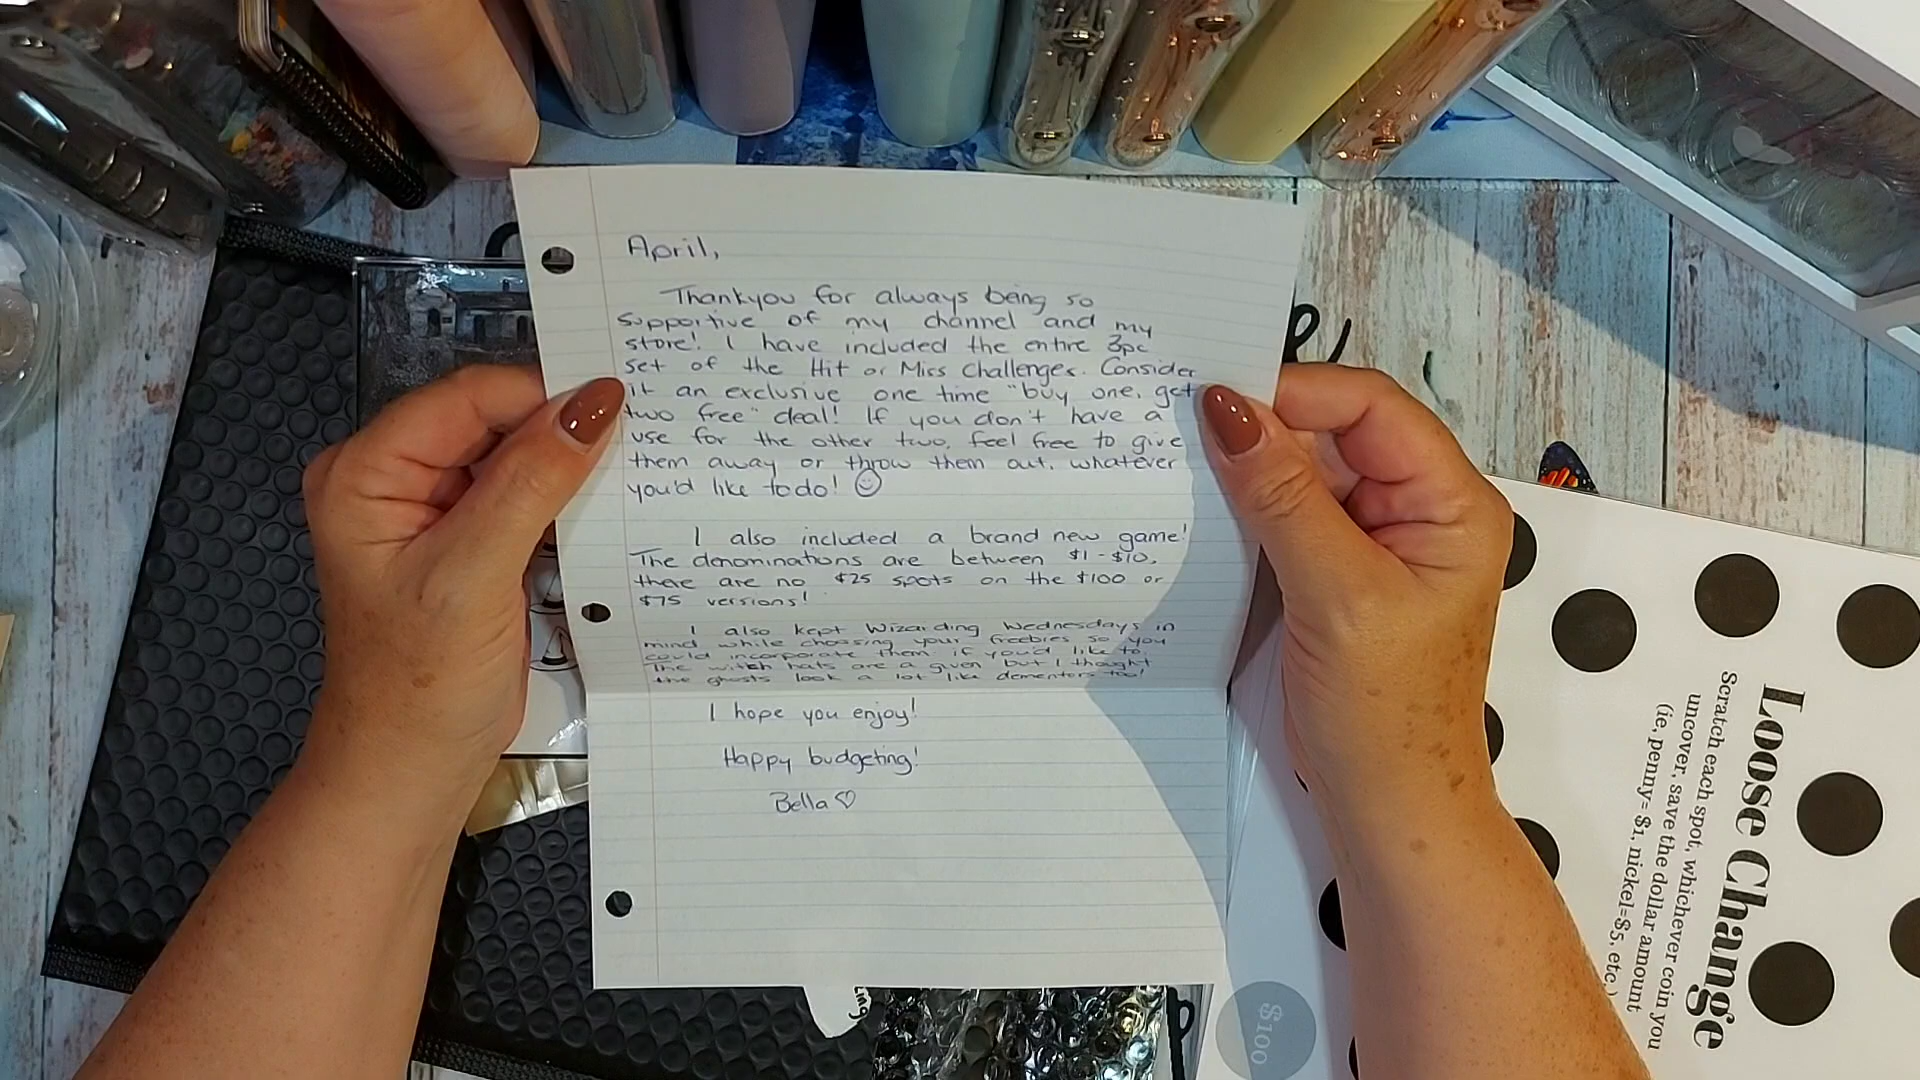 April,
Thankyou for always being so
supportive of my channel and my
store! I have included the entire 3pc
set of the Hit or Miss Challenges. Consider
it an exclusive one time "buy one, get
two free" deal! If you don't have a
use for the other two, feel free to give
them away or throw them out, whatever
you'd like to do! ☺
I also included a brand new game!
The denominations are between $1-$10,
there are no $25 spots on the $100 or
$75 versions!
I also kept Wizarding Wednesdays in
mind while choosing your freebies so you
could incorporate them if you'd like to.
The witch hats are a given but I thought
the ghosts look a lot like dementors too!
I hope you enjoy!
Happy budgeting!
Bella ♡
Loose Change
Scratch each spot, whichever coin you
uncover, save the dollar amount
(ie, penny= $1, nickel=$5, etc.)
$100